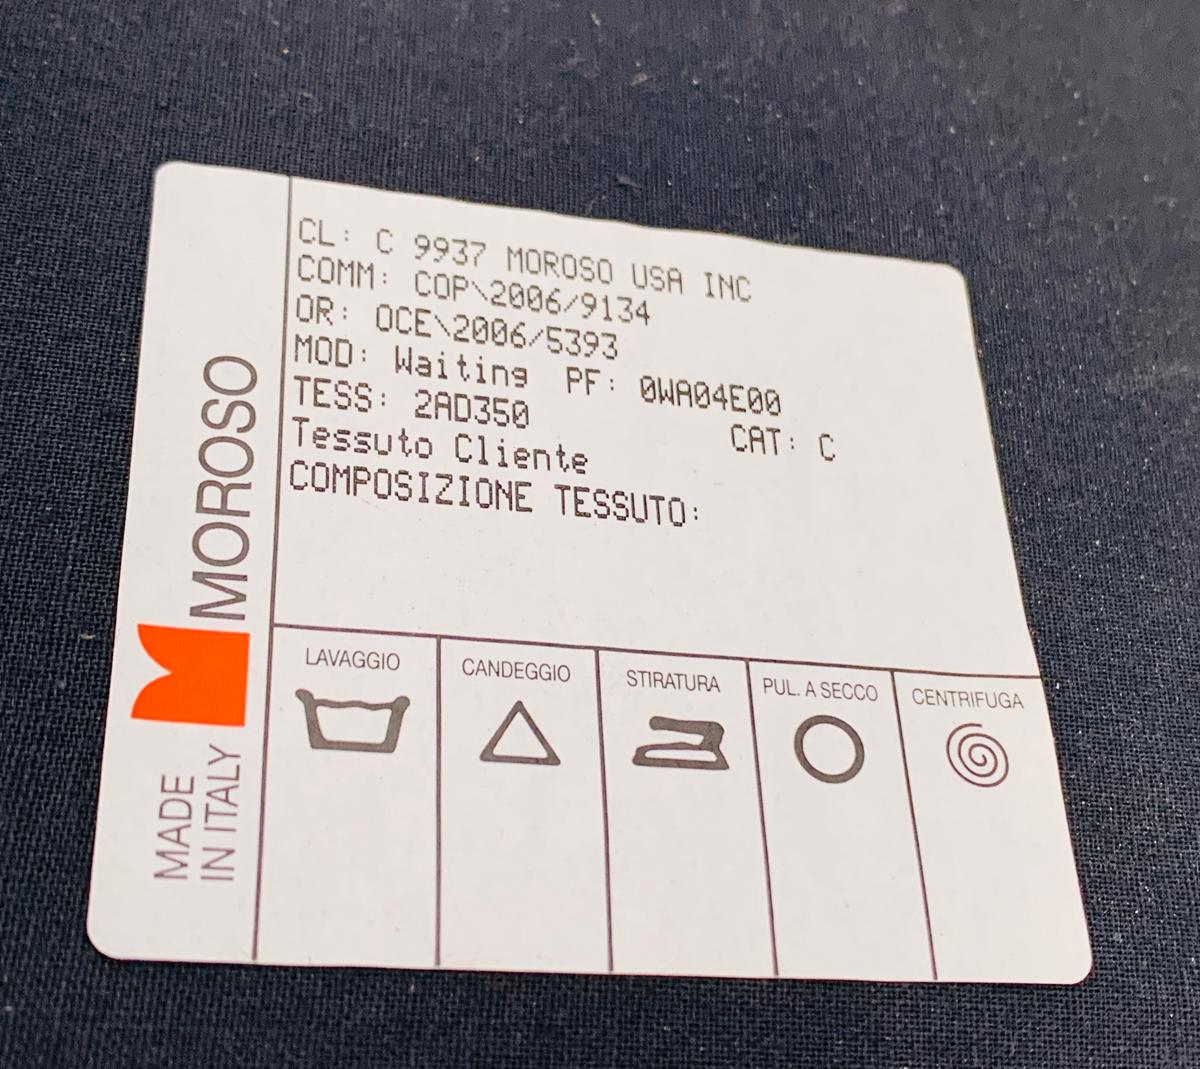 CL: C 9937 MOROSO USA INC
COMM: COP\2006/9134
OR: OCE\2006/5393
MOD: Waiting PF: 0WA04E00
TESS: 2AD350 CAT: C
Tessuto Cliente
COMPOSIZIONE TESSUTO:
MOROSO
MADE
IN ITALY
LAVAGGIO
CANDEGGIO
STIRATURA
PUL. A SECCO
CENTRIFUGA